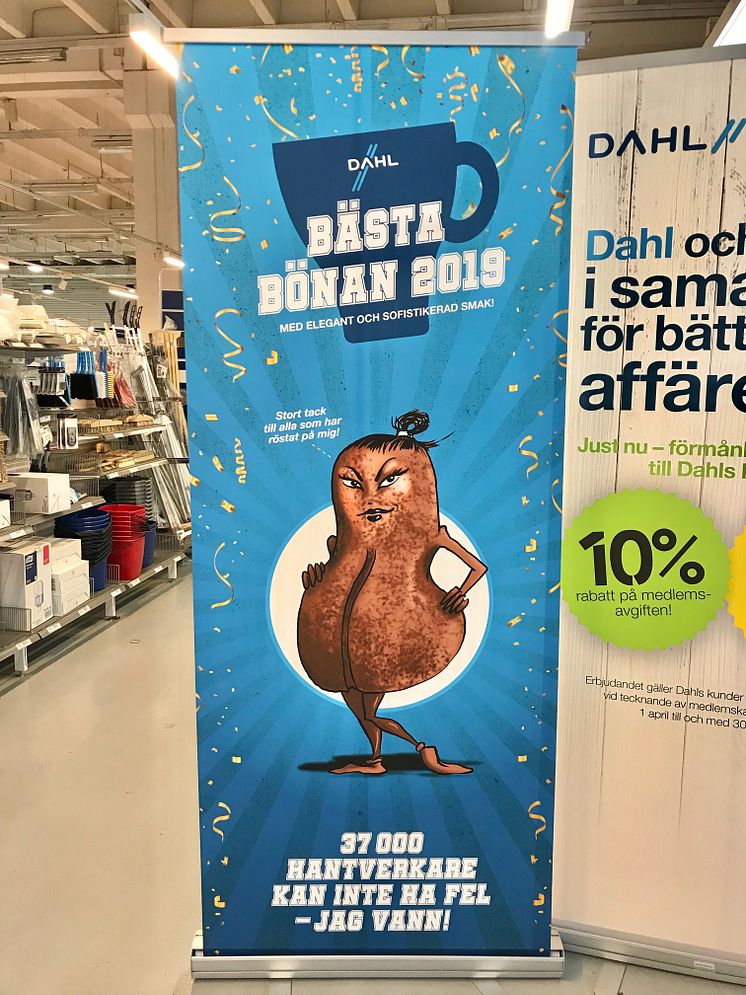 DAHL
BÄSTA
BÖNAN 2019
MED ELEGANT OCH SOFISTIKERAD SMAK!
Stort tack
till alla som har
röstat på mig!
37 000
HANTVERKARE
KAN INTE HA FEL
–JAG VANN!
DAHL
Dahl och
i sama
för bätt
affäre
Just nu – förmånl
till Dahls
10%
rabatt på medlems-
avgiften!
Erbjudandet gäller Dahls kunder
vid tecknande av medlemska
1 april till och med 30